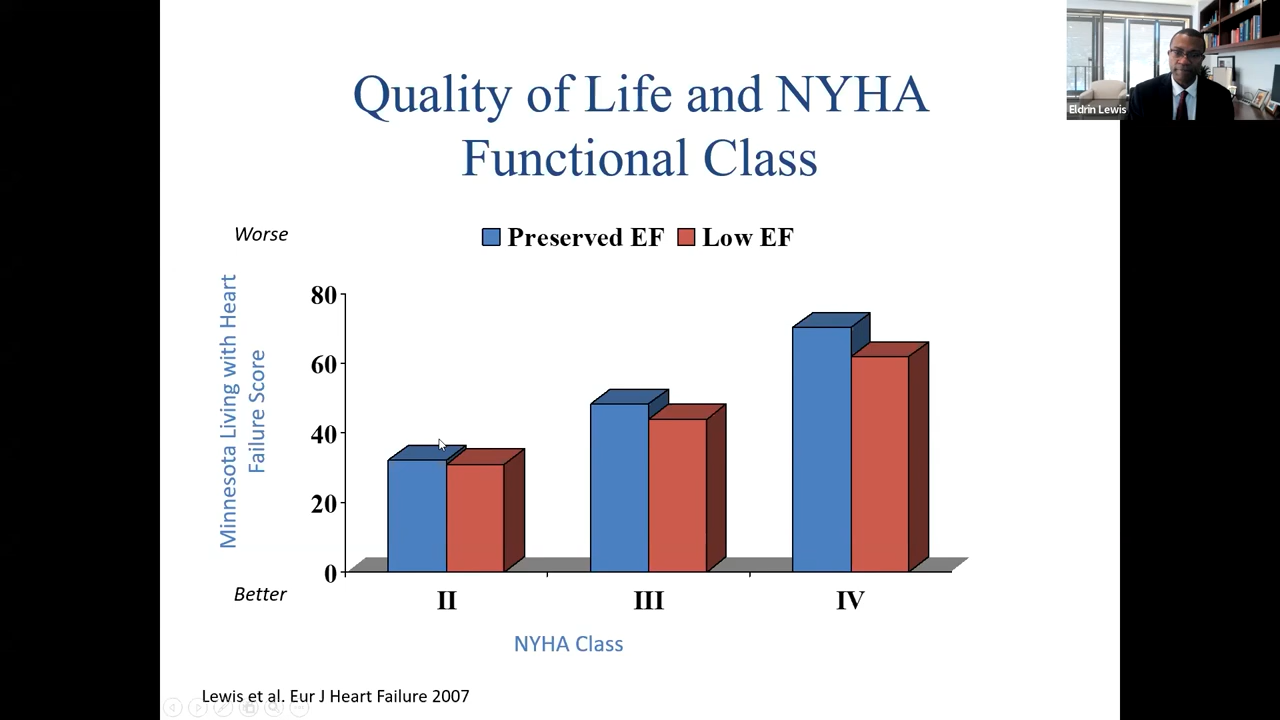 Quality of Life and NYHA
Functional Class
Eldrin Lewis
Worse
Preserved EF
Low EF
Minnesota Living with Heart
Failure Score
80
60
40
20
0
Better
II
III
IV
NYHA Class
Lewis et al. Eur J Heart Failure 2007